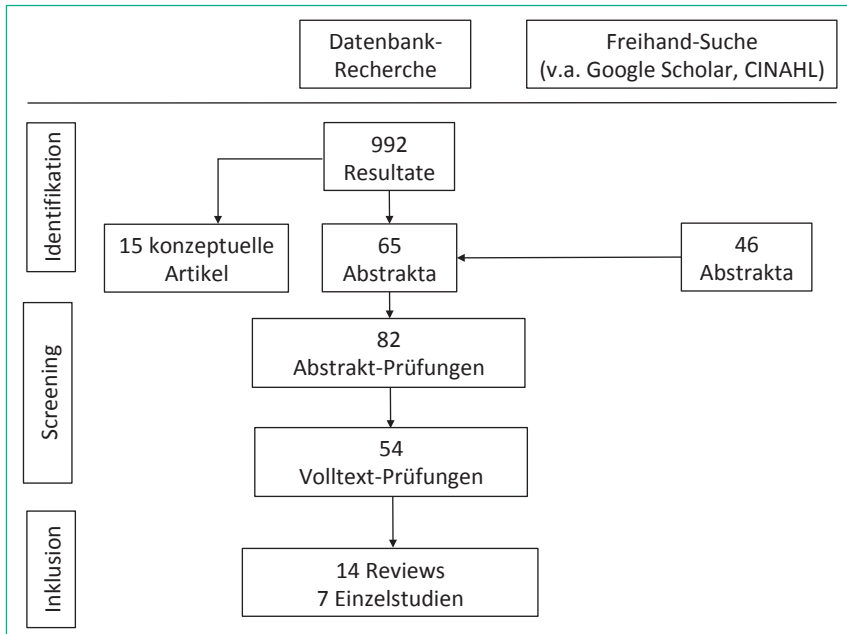 Datenbank-
Recherche
Freihand-Suche
(v.a. Google Scholar, CINAHL)
Identifikation
992
Resultate
15 konzeptuelle
Artikel
65
Abstrakta
46
Abstrakta
Screening
82
Abstrakt-Prüfungen
54
Volltext-Prüfungen
Inklusion
14 Reviews
7 Einzelstudien